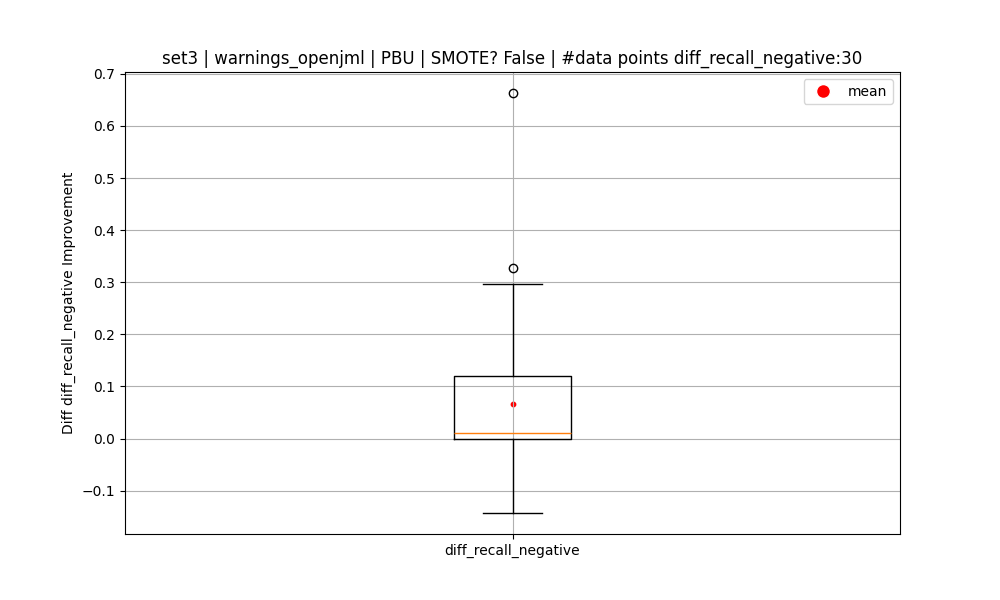 set3 | warnings_openjml | PBU | SMOTE? False | #data points diff_recall_negative:30
mean
0.7
0.6
0.5
0.4
0.3
0.2
0.1
0.0
−0.1
Diff diff_recall_negative Improvement
diff_recall_negative